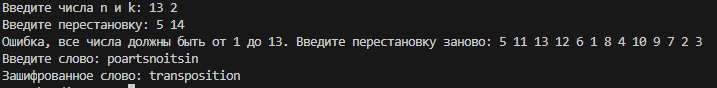 Введите числа n и k: 13 2
Введите перестановку: 5 14
Ошибка, все числа должны быть от 1 до 13. Введите перестановку заново: 5 11 13 12 6 1 8 4 10 9 7 2 3
Введите слово: poartsnoitsin
Зашифрованное слово: transposition